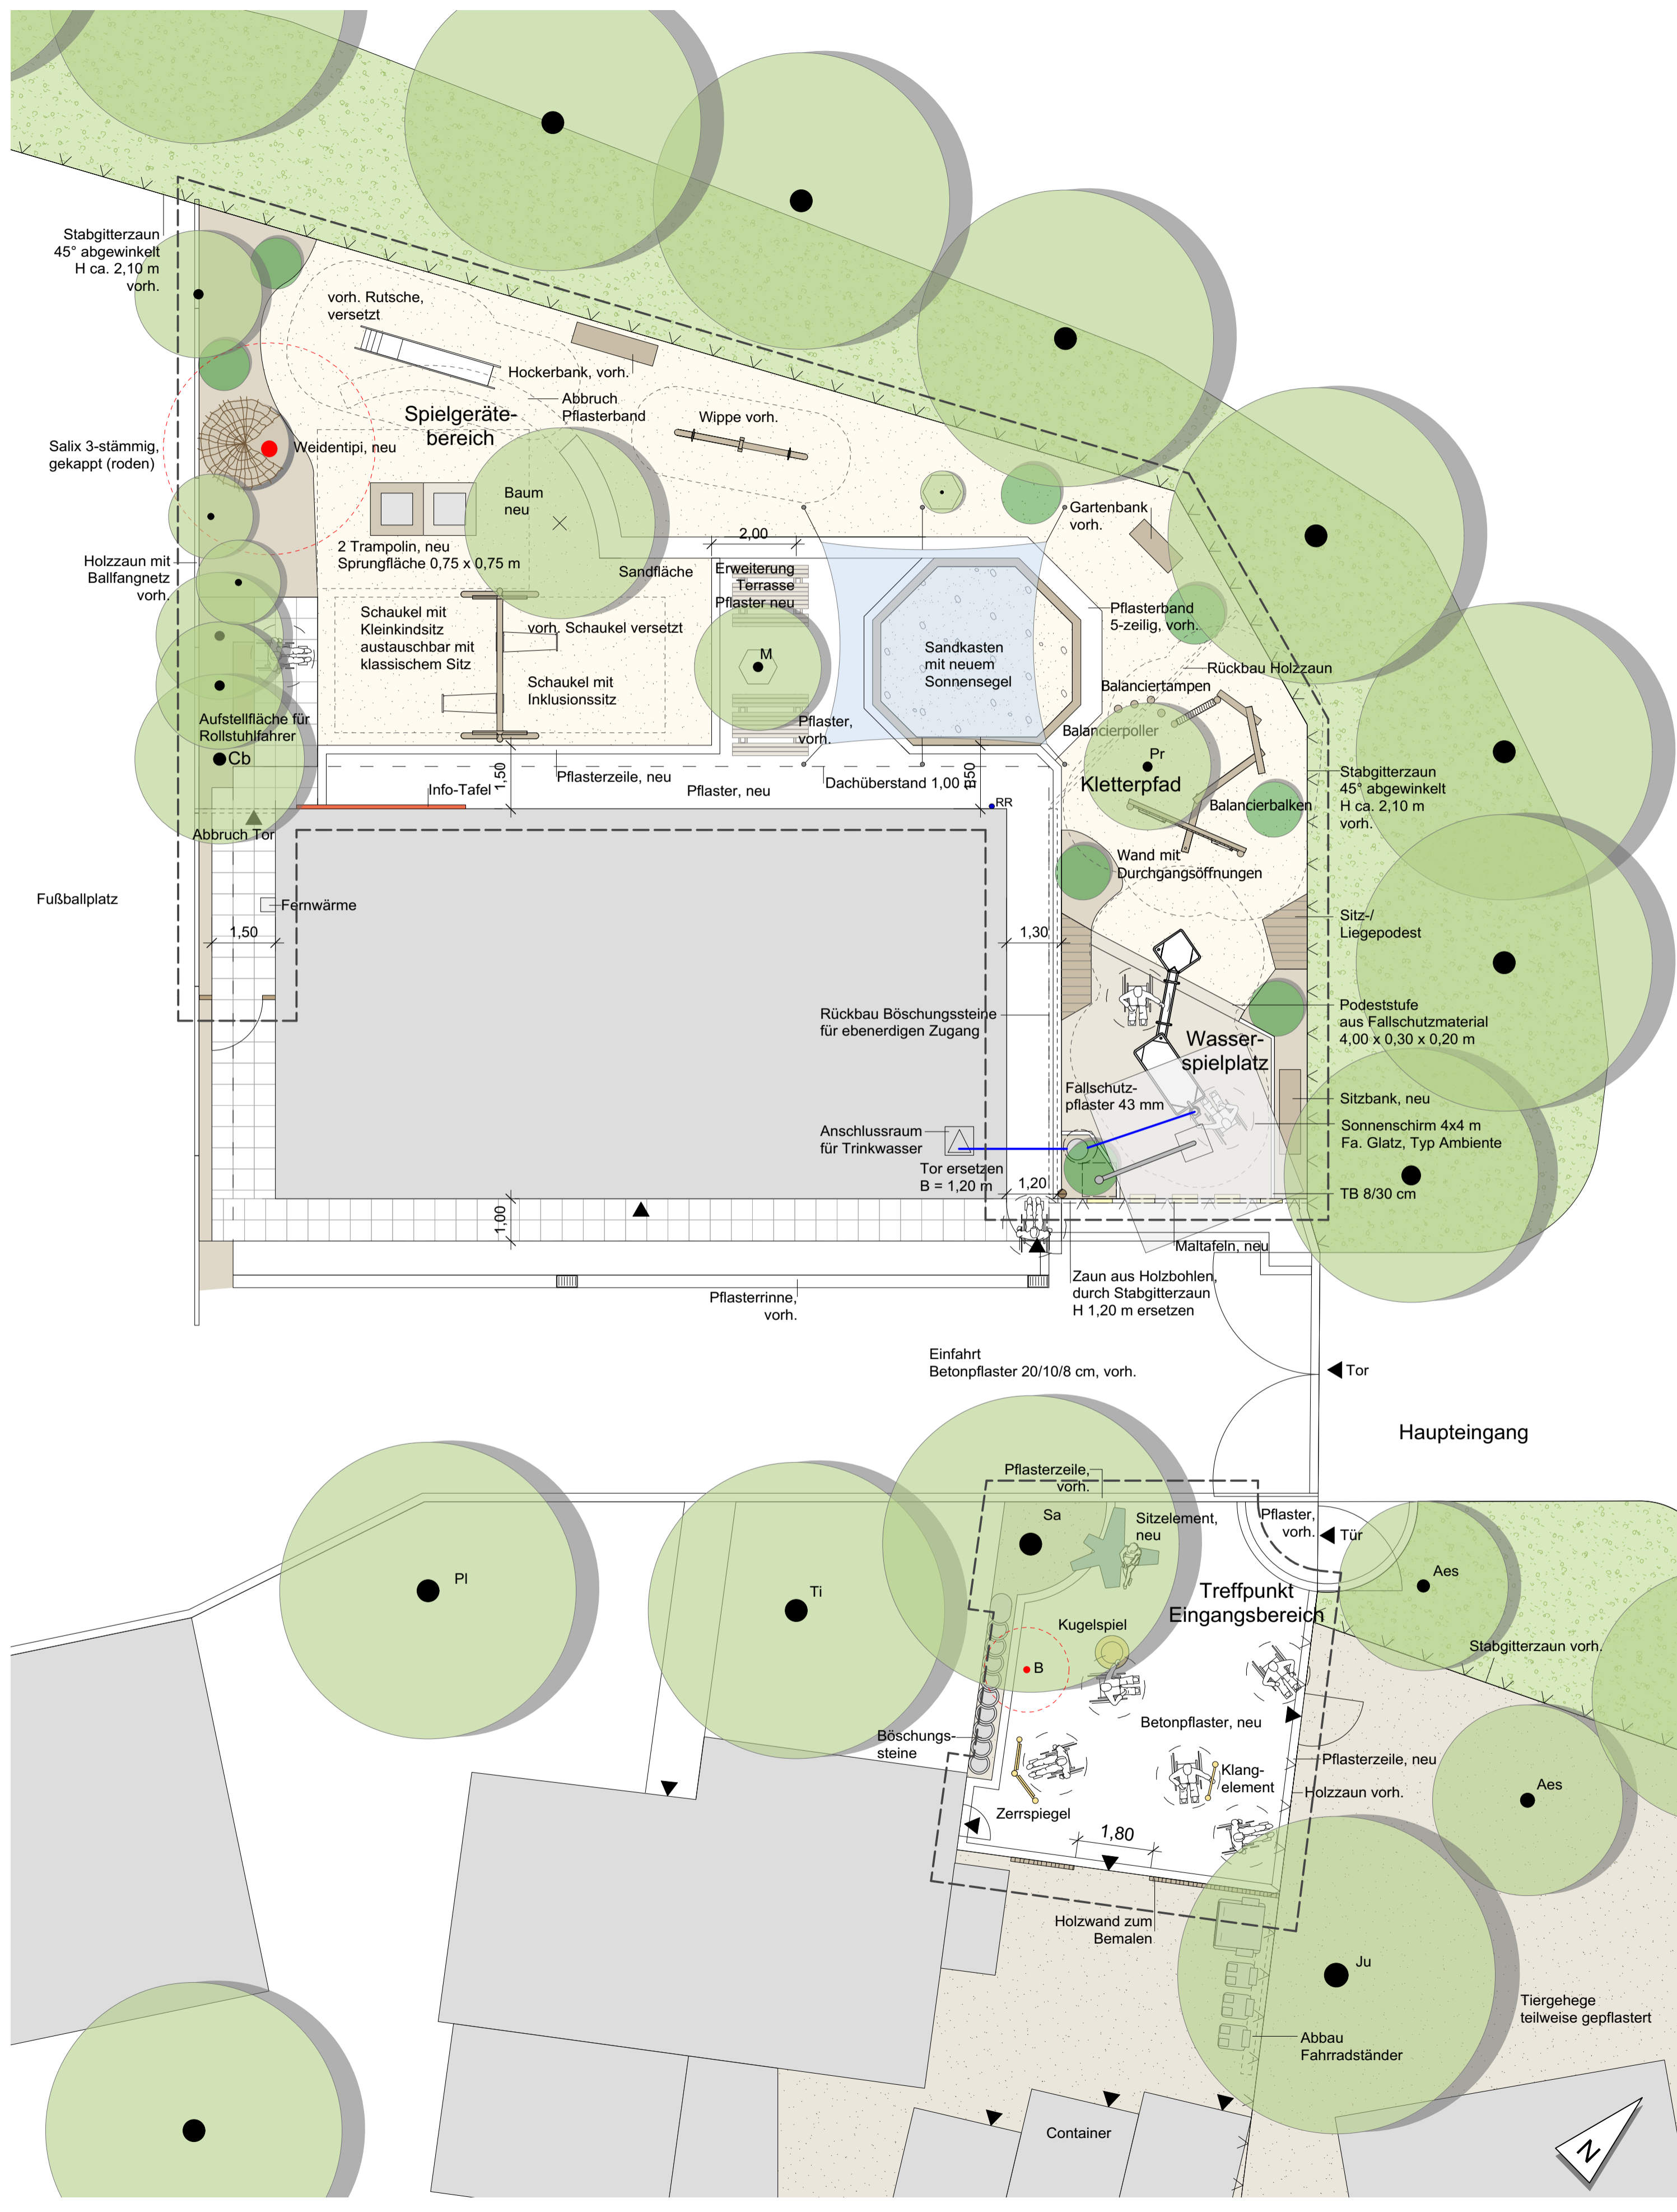 Stabgitterzaun
45° abgewinkelt
H ca. 2,10 m
vorh.
vorh. Rutsche,
versetzt
Hockerbank, vorh.
Abbruch
Pflasterband
Spielgeräte-
bereich
Wippe vorh.
Salix 3-stämmig,
gekappt (roden)
Weidentipi, neu
Baum
neu
Gartenbank
vorh.
2,00
2 Trampolin, neu
Sprungfläche 0,75 x 0,75 m
Holzzaun mit
Ballfangnetz
vorh.
Sandfläche
Erweiterung
Terrasse
Pflaster neu
Schaukel mit
Kleinkindsitz
austauschbar mit
klassischem Sitz
vorh. Schaukel versetzt
Pflasterband
5-zeilig, vorh.
M
Sandkasten
mit neuem
Sonnensegel
Rückbau Holzzaun
Schaukel mit
Inklusionssitz
Balanciertampen
Aufstellfläche für
Rollstuhlfahrer
Pflaster,
vorh.
Balancierpoller
Cb
Pr
Kletterpfad
1,50
Pflasterzeile, neu
Info-Tafel
Pflaster, neu
Dachüberstand 1,00
1,50
RR
Balancierbalken
Stabgitterzaun
45° abgewinkelt
H ca. 2,10 m
vorh.
Abbruch Tor
Wand mit
Durchgangsöffnungen
Fußballplatz
Fernwärme
1,50
1,30
Sitz-/
Liegepodest
Rückbau Böschungssteine
für ebenerdigen Zugang
Podeststufe
aus Fallschutzmaterial
4,00 x 0,30 x 0,20 m
Wasser-
spielplatz
Fallschutz-
pflaster 43 mm
Sitzbank, neu
Anschlussraum
für Trinkwasser
Sonnenschirm 4x4 m
Fa. Glatz, Typ Ambiente
Tor ersetzen
B = 1,20 m
1,20
TB 8/30 cm
1,00
Maltafeln, neu
Zaun aus Holzbohlen,
durch Stabgitterzaun
H 1,20 m ersetzen
Pflasterrinne,
vorh.
Einfahrt
Betonpflaster 20/10/8 cm, vorh.
Tor
Haupteingang
Pflasterzeile,
vorh.
Sa
Sitzelement,
neu
Pflaster,
vorh.
Tür
Pl
Ti
Aes
Treffpunkt
Eingangsbereich
Kugelspiel
Stabgitterzaun vorh.
B
Betonpflaster, neu
Böschungs-
steine
Pflasterzeile, neu
Klang-
element
Holzzaun vorh.
Aes
Zerrspiegel
1,80
Holzwand zum
Bemalen
Ju
Tiergehege
teilweise gepflastert
Abbau
Fahrradständer
Container
N